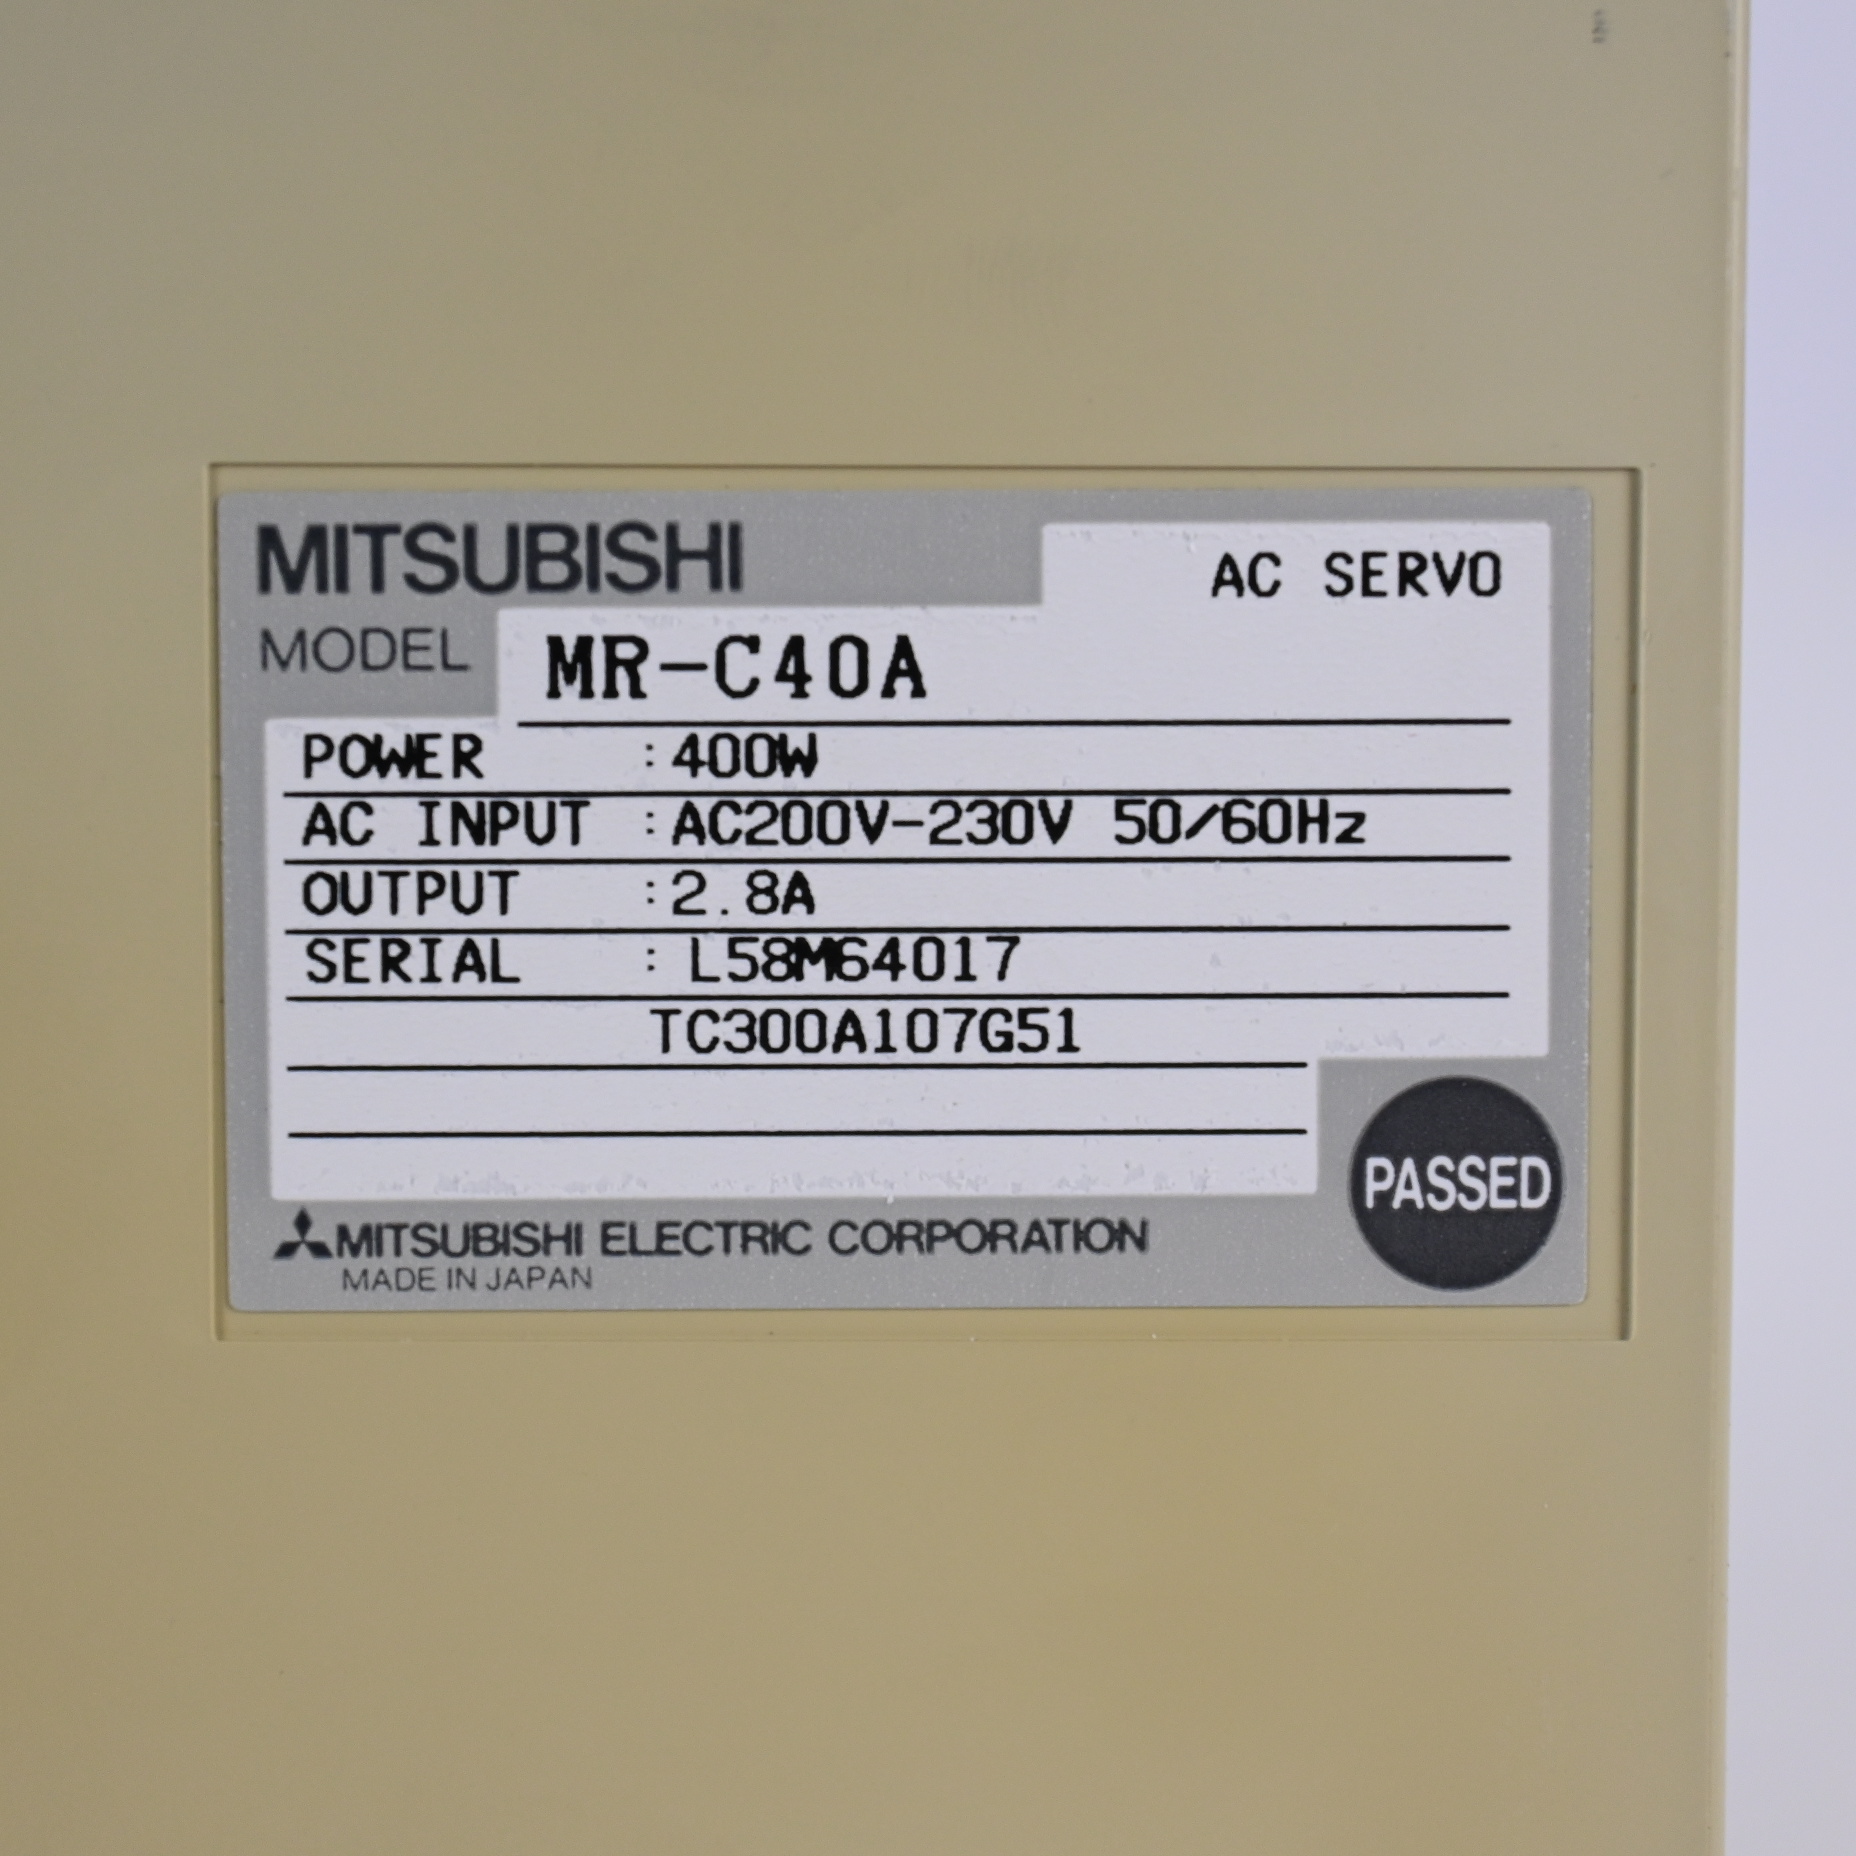 MITSUBISHI
AC SERVO
MODEL MR-C40A
POWER :400W
AC INPUT :AC200V-230V 50/60Hz
OUTPUT :2.8A
SERIAL : L58M64017
TC300A107G51
PASSED
MITSUBISHI ELECTRIC CORPORATION
MADE IN JAPAN